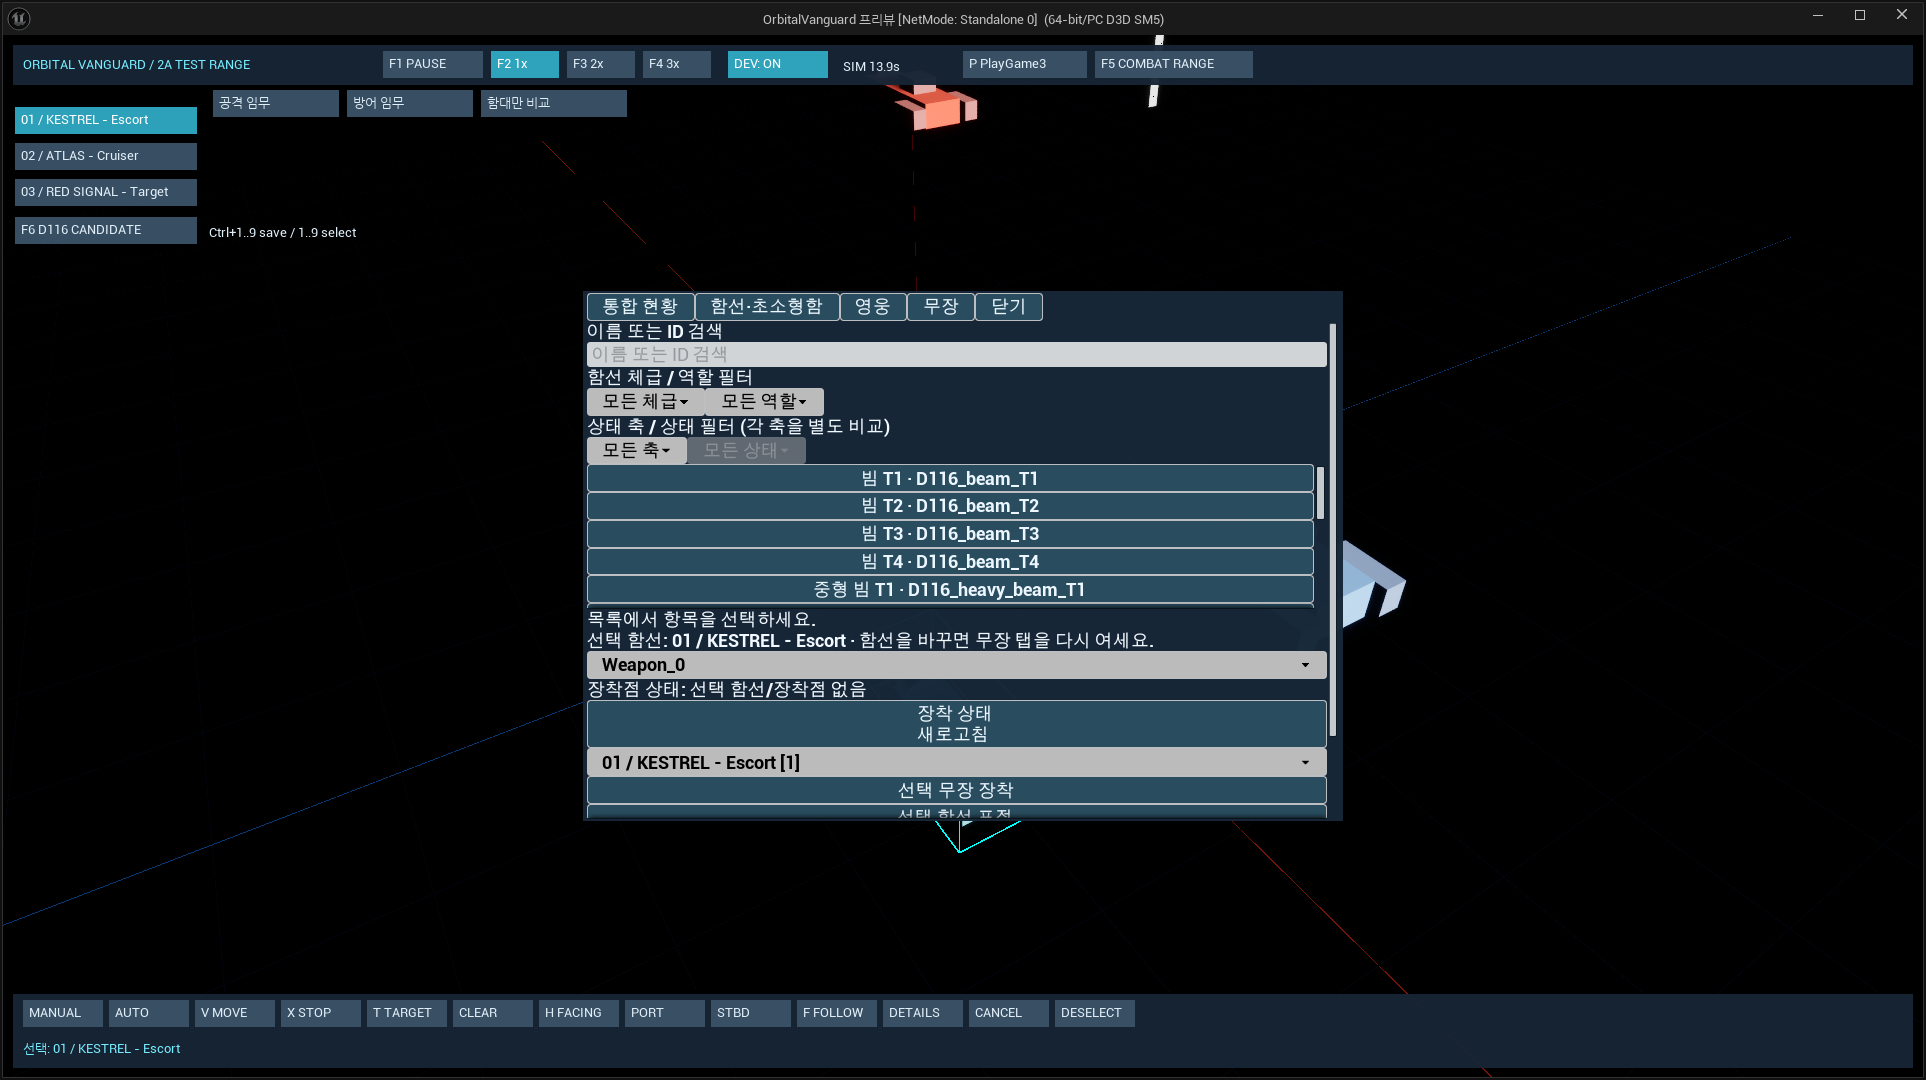 OrbitalVanguard 프리뷰 [NetMode: Standalone 0] (64-bit/PC D3D SM5)
ORBITAL VANGUARD / 2A TEST RANGE
F1 PAUSE
F2 1x
F3 2x
F4 3x
DEV: ON
SIM 13.9s
P PlayGame3
F5 COMBAT RANGE
공격 임무
방어 임무
함대만 비교
01 / KESTREL - Escort
02 / ATLAS - Cruiser
03 / RED SIGNAL - Target
F6 D116 CANDIDATE
Ctrl+1..9 save / 1..9 select
통합 현황
함선·초소형함
영웅
무장
닫기
이름 또는 ID 검색
이름 또는 ID 검색
함선 체급 / 역할 필터
모든 체급
모든 역할
상태 축 / 상태 필터 (각 축을 별도 비교)
모든 축
모든 상태
빔 T1 · D116_beam_T1
빔 T2 · D116_beam_T2
빔 T3 · D116_beam_T3
빔 T4 · D116_beam_T4
중형 빔 T1 · D116_heavy_beam_T1
목록에서 항목을 선택하세요.
선택 함선: 01 / KESTREL - Escort · 함선을 바꾸면 무장 탭을 다시 여세요.
Weapon_0
장착점 상태: 선택 함선/장착점 없음
장착 상태
새로고침
01 / KESTREL - Escort [1]
선택 무장 장착
선택 함선 표적
MANUAL
AUTO
V MOVE
X STOP
T TARGET
CLEAR
H FACING
PORT
STBD
F FOLLOW
DETAILS
CANCEL
DESELECT
선택: 01 / KESTREL - Escort